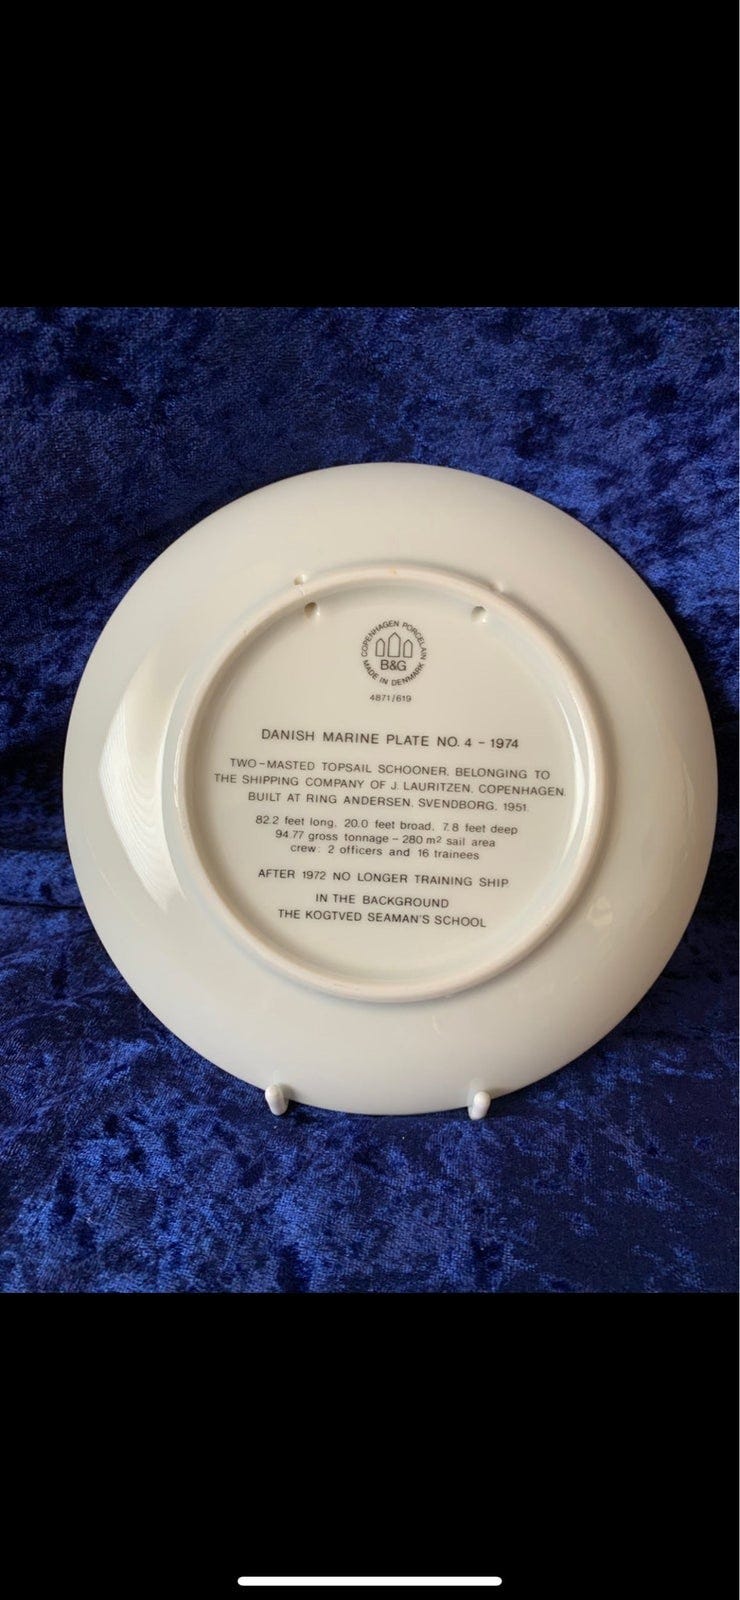 COPENHAGEN PORCELAIN
B&G
MADE IN DENMARK
4871/619
DANISH MARINE PLATE NO. 4 - 1974
TWO-MASTED TOPSAIL SCHOONER, BELONGING TO
THE SHIPPING COMPANY OF J. LAURITZEN, COPENHAGEN.
BUILT AT RING ANDERSEN, SVENDBORG, 1951.
82.2 feet long, 20.0 feet broad, 7.8 feet deep
94.77 gross tonnage - 280 m² sail area
crew: 2 officers and 16 trainees
AFTER 1972 NO LONGER TRAINING SHIP
IN THE BACKGROUND
THE KOGTVED SEAMAN'S SCHOOL